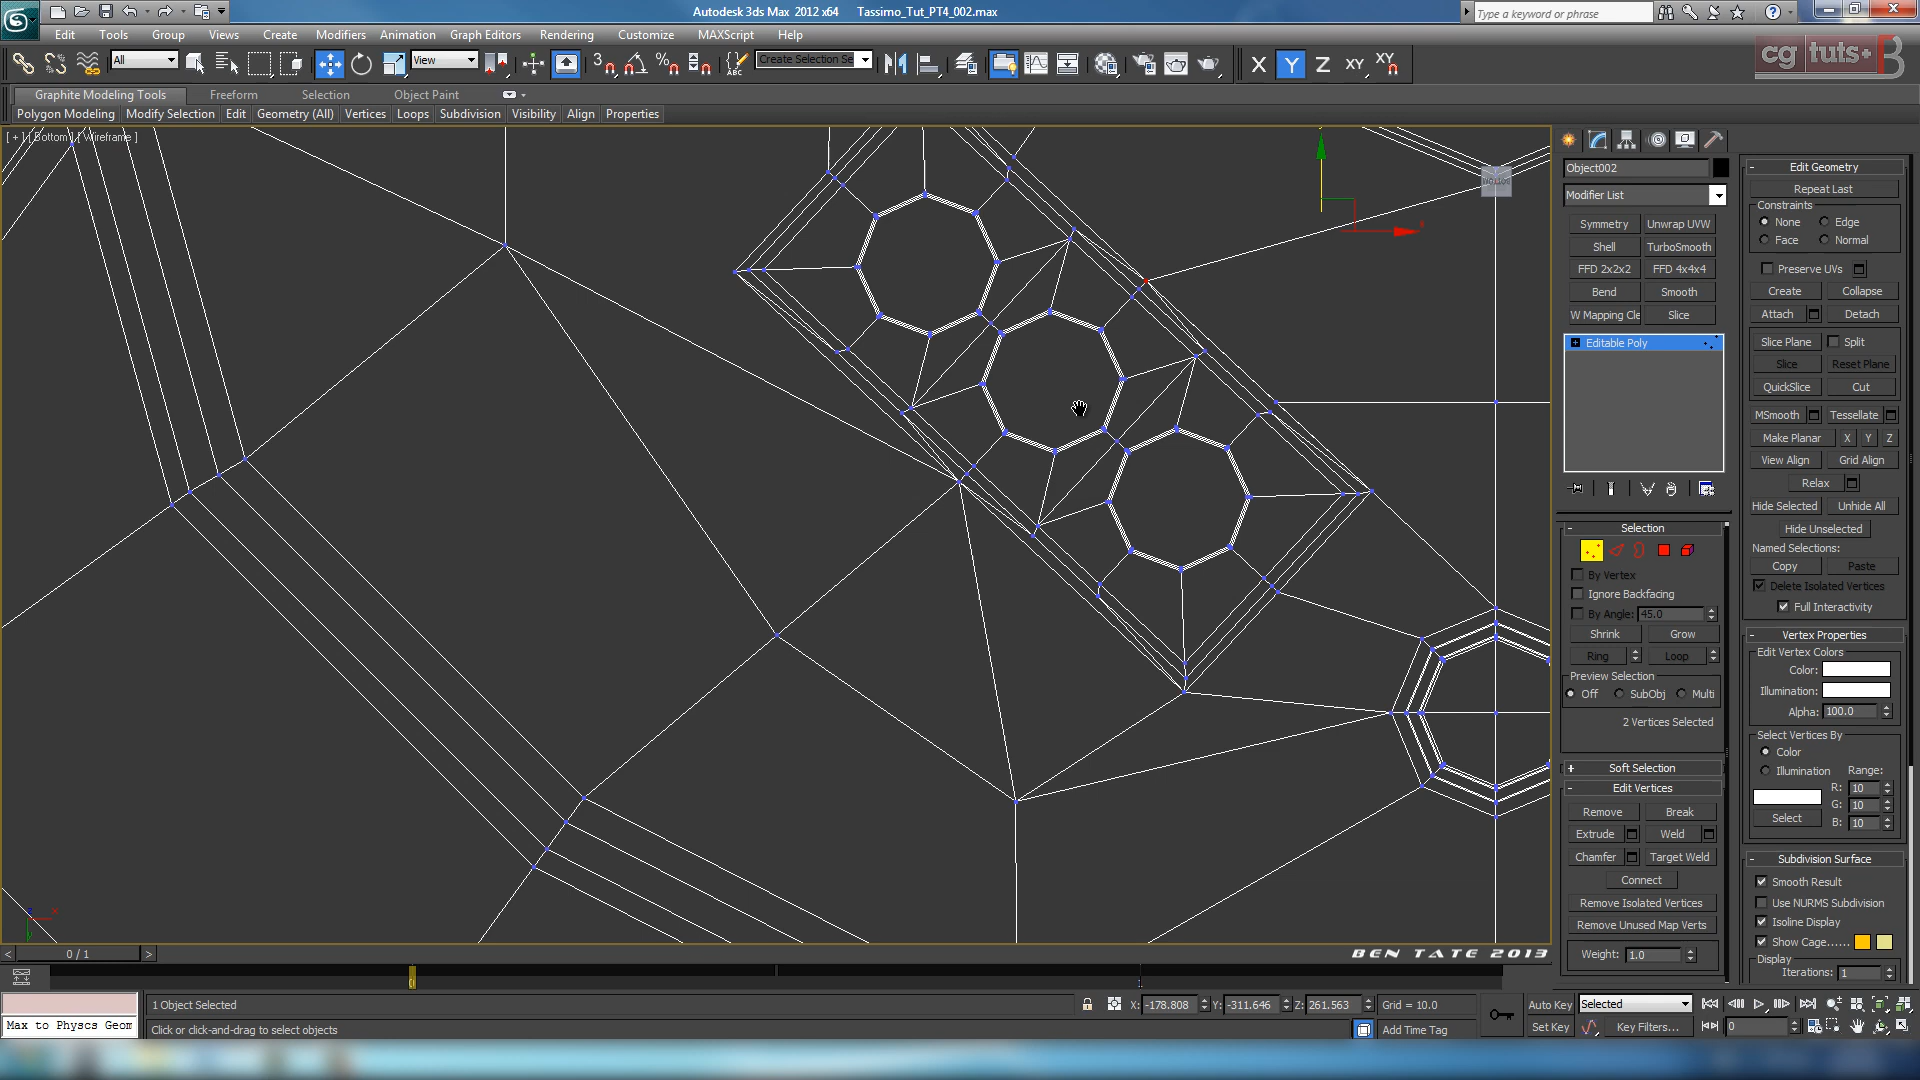 Autodesk 3ds Max 2012 x64 Tassimo_Tut_PT4_002.max
Type a keyword or phrase
Edit Tools Group Views Create Modifiers Animation Graph Editors Rendering Customize MAXScript Help
All
View
3
Create Selection Se
X Y Z XY XY
cg tuts+
Graphite Modeling Tools Freeform Selection Object Paint
Polygon Modeling Modify Selection Edit Geometry (All) Vertices Loops Subdivision Visibility Align Properties
[ + ] [ Bottom ] [ Wireframe ]
BOTTOM
Object002
Modifier List
Symmetry Unwrap UVW
Shell TurboSmooth
FFD 2x2x2 FFD 4x4x4
Bend Smooth
W Mapping Cle Slice
Editable Poly
Selection
By Vertex
Ignore Backfacing
By Angle: 45.0
Shrink Grow
Ring Loop
Preview Selection
Off SubObj Multi
2 Vertices Selected
Soft Selection
Edit Vertices
Remove Break
Extrude Weld
Chamfer Target Weld
Connect
Remove Isolated Vertices
Remove Unused Map Verts
Weight: 1.0
Edit Geometry
Repeat Last
Constraints
None Edge
Face Normal
Preserve UVs
Create Collapse
Attach Detach
Slice Plane Split
Slice Reset Plane
QuickSlice Cut
MSmooth Tessellate
Make Planar X Y Z
View Align Grid Align
Relax
Hide Selected Unhide All
Hide Unselected
Named Selections:
Copy Paste
Delete Isolated Vertices
Full Interactivity
Vertex Properties
Edit Vertex Colors
Color:
Illumination:
Alpha: 100.0
Select Vertices By
Color
Illumination Range:
R: 10
G: 10
Select B: 10
Subdivision Surface
Smooth Result
Use NURMS Subdivision
Isoline Display
Show Cage......
Display
Iterations: 1
< 0 / 1 >
BEN TATE 2013
0 1
1 Object Selected X: -178.808 Y: -311.646 Z: 261.563 Grid = 10.0 Auto Key Selected
Max to Physcs Geom Click or click-and-drag to select objects Add Time Tag Set Key Key Filters... 0